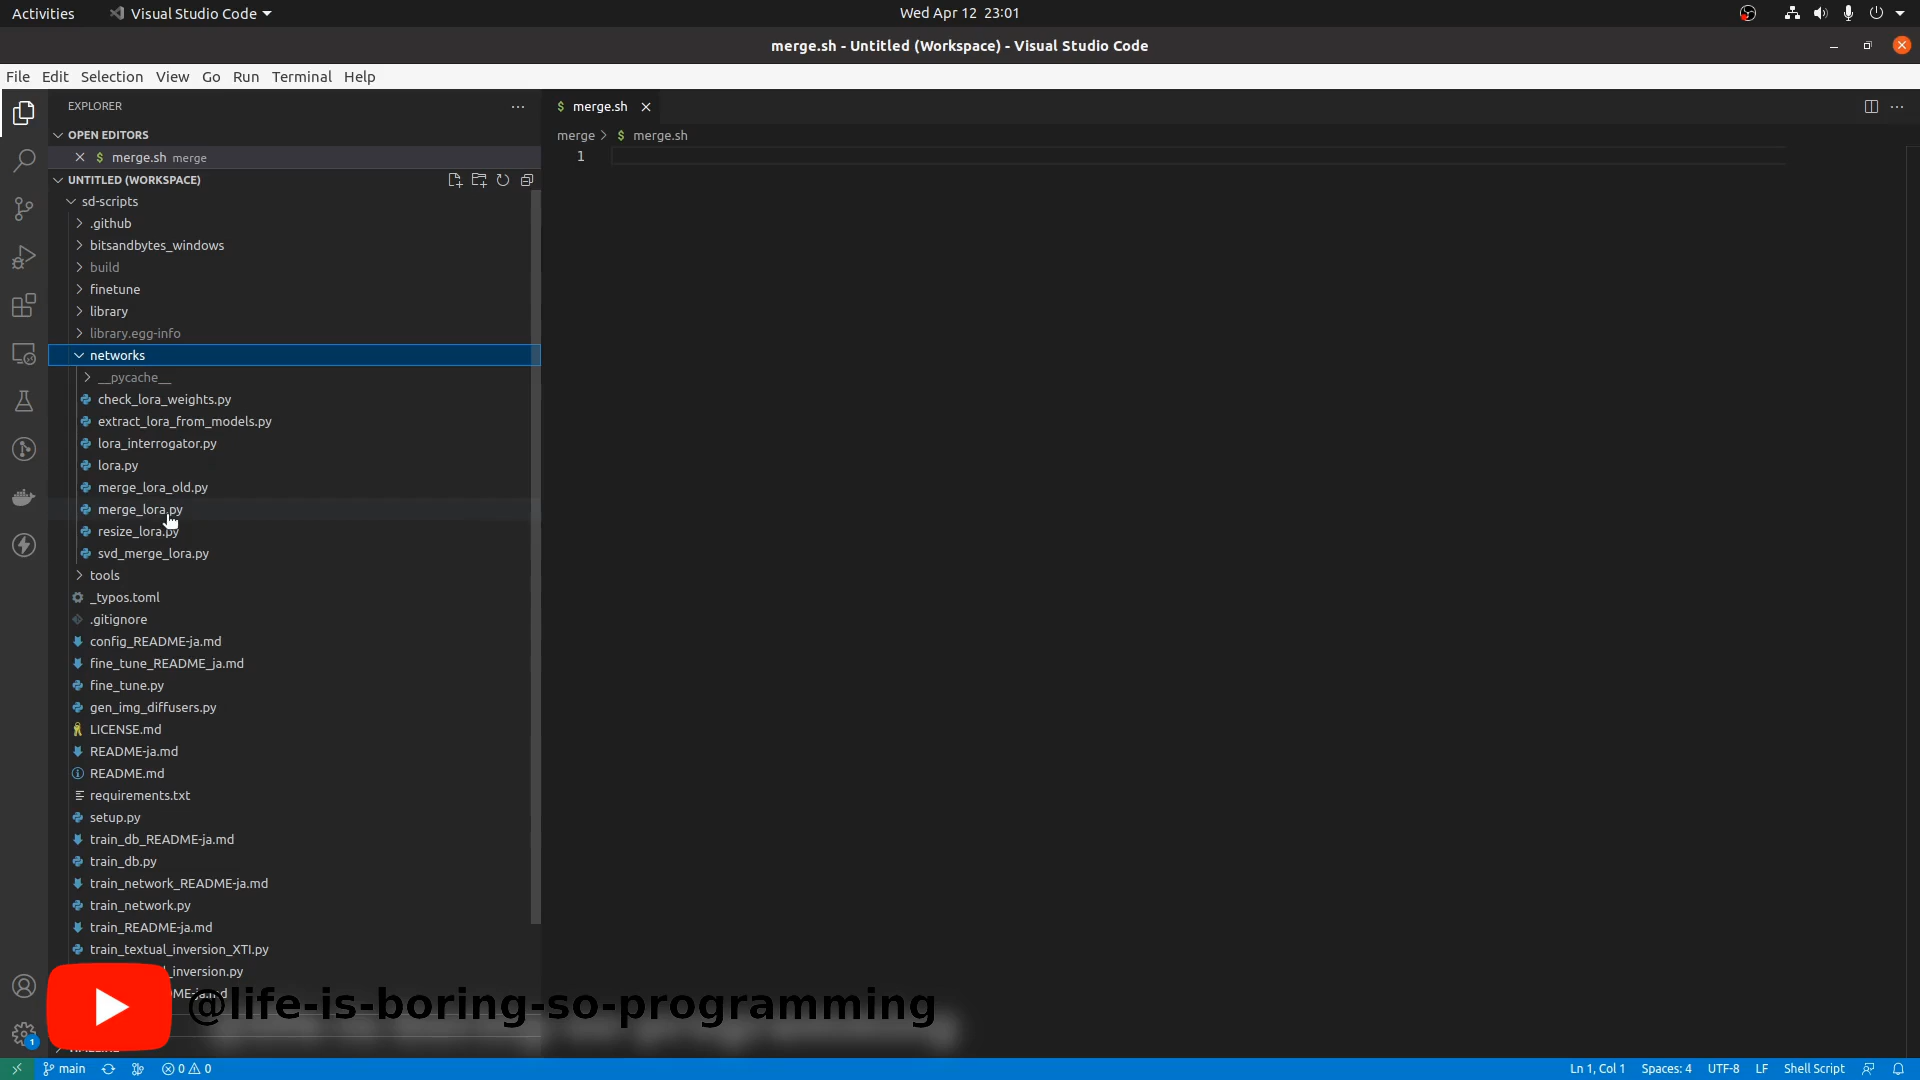 Activities
Visual Studio Code
Wed Apr 12 23:01
merge.sh - Untitled (Workspace) - Visual Studio Code
File Edit Selection View Go Run Terminal Help
EXPLORER
OPEN EDITORS
$ merge.sh merge
UNTITLED (WORKSPACE)
sd-scripts
.github
bitsandbytes_windows
build
finetune
library
library.egg-info
networks
__pycache__
check_lora_weights.py
extract_lora_from_models.py
lora_interrogator.py
lora.py
merge_lora_old.py
merge_lora.py
resize_lora.py
svd_merge_lora.py
tools
_typos.toml
.gitignore
config_README-ja.md
fine_tune_README_ja.md
fine_tune.py
gen_img_diffusers.py
LICENSE.md
README-ja.md
README.md
requirements.txt
setup.py
train_db_README-ja.md
train_db.py
train_network_README-ja.md
train_network.py
train_README-ja.md
train_textual_inversion_XTI.py
_inversion.py
@life-is-boring-so-programming
$ merge.sh
merge > $ merge.sh
1
1
main
0 0
Ln 1, Col 1
Spaces: 4
UTF-8
LF
Shell Script